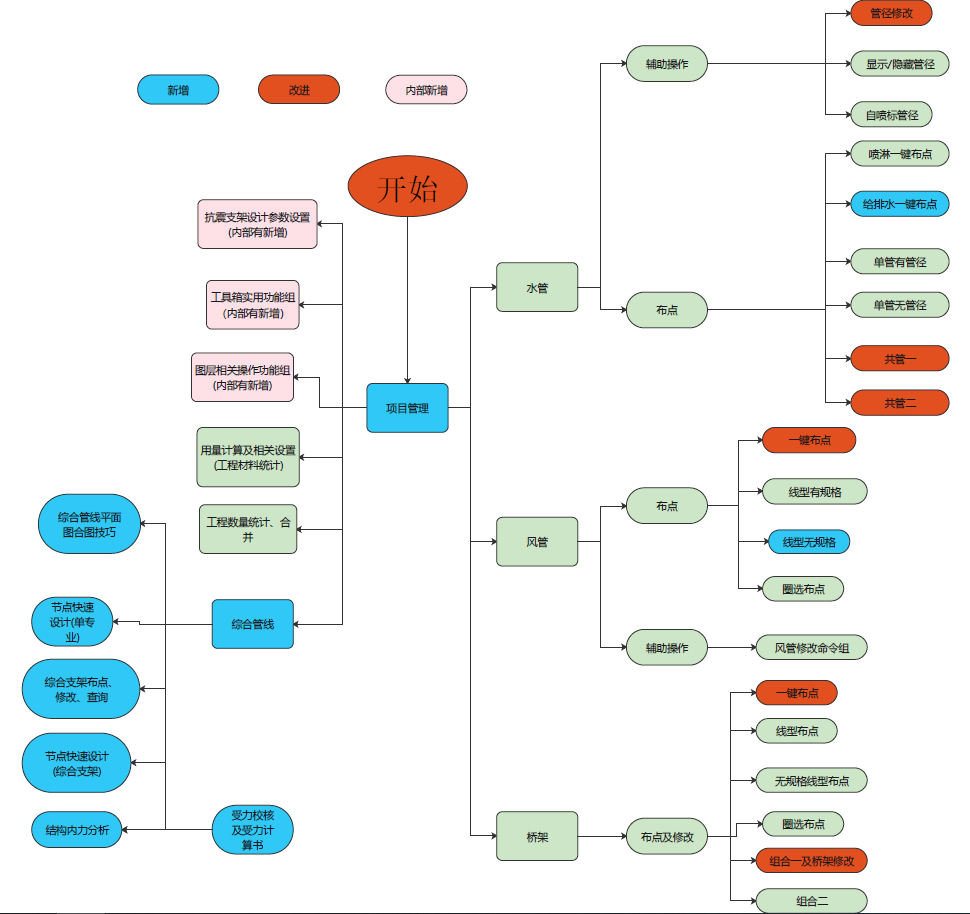 新增
改进
内部新增
开始
项目管理
抗震支架设计参数设置
(内部有新增)
工具箱实用功能组
(内部有新增)
图层相关操作功能组
(内部有新增)
用量计算及相关设置
(工程材料统计)
工程数量统计、合
并
综合管线
综合管线平面
图合图技巧
节点快速
设计(单专
业)
综合支架布点、
修改、查询
节点快速设计
(综合支架)
结构内力分析
受力校核
及受力计
算书
水管
辅助操作
管径修改
显示/隐藏管径
自喷标管径
布点
喷淋一键布点
给排水一键布点
单管有管径
单管无管径
共管一
共管二
风管
布点
一键布点
线型有规格
线型无规格
圈选布点
辅助操作
风管修改命令组
桥架
布点及修改
一键布点
线型布点
无规格线型布点
圈选布点
组合一及桥架修改
组合二